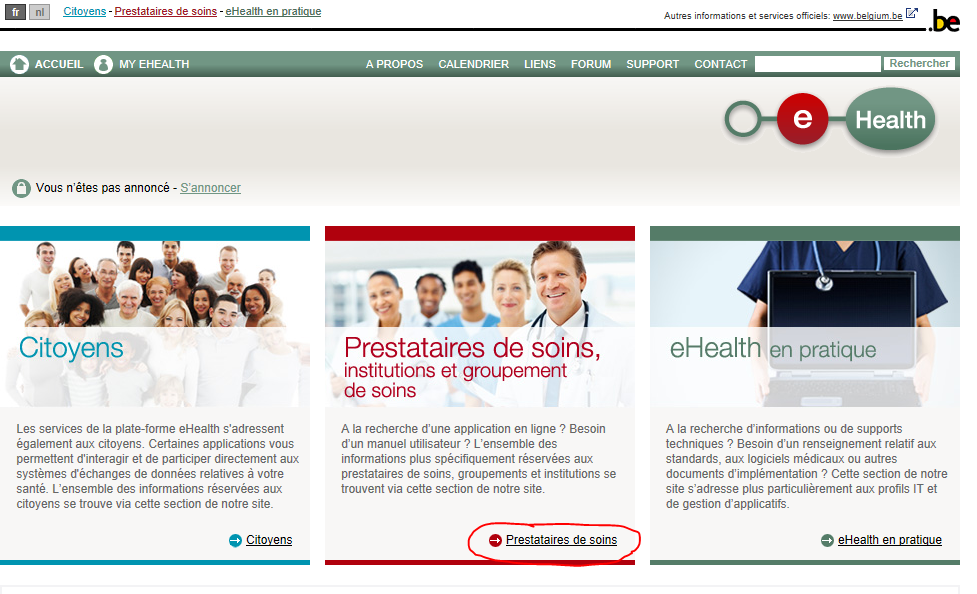 fr nl Citoyens - Prestataires de soins - eHealth en pratique
Autres informations et services officiels: www.belgium.be
.be
ACCUEIL MY EHEALTH A PROPOS CALENDRIER LIENS FORUM SUPPORT CONTACT Rechercher
e Health
Vous n'êtes pas annoncé - S'annoncer
Citoyens
Les services de la plate-forme eHealth s'adressent
également aux citoyens. Certaines applications vous
permettent d'interagir et de participer directement aux
systèmes d'échanges de données relatives à votre
santé. L'ensemble des informations réservées aux
citoyens se trouve via cette section de notre site.
Citoyens
Prestataires de soins,
institutions et groupement
de soins
A la recherche d'une application en ligne ? Besoin
d'un manuel utilisateur ? L'ensemble des
informations plus spécifiquement réservées aux
prestataires de soins, groupements et institutions se
trouvent via cette section de notre site.
Prestataires de soins
eHealth en pratique
A la recherche d'informations ou de supports
techniques ? Besoin d'un renseignement relatif aux
standards, aux logiciels médicaux ou autres
documents d'implémentation ? Cette section de notre
site s'adresse plus particulièrement aux profils IT et
de gestion d'applicatifs.
eHealth en pratique